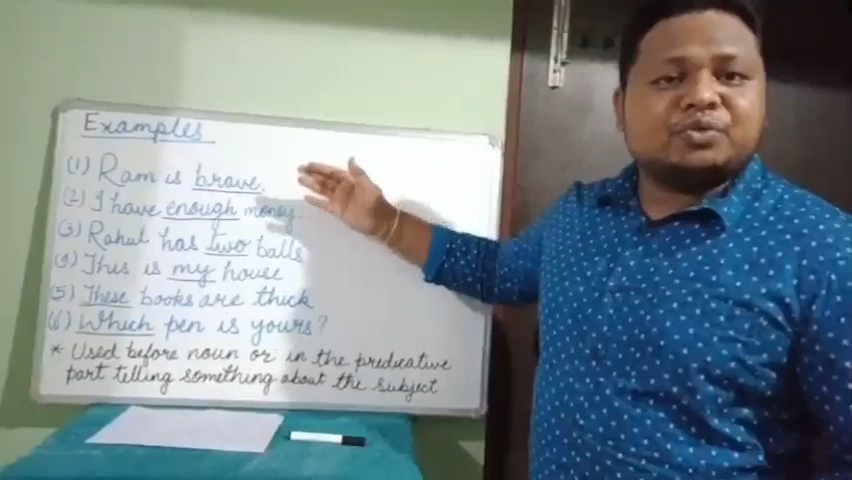 Examples
(1) Ram is brave.
(2) I have enough money.
(3) Rahul has two balls
(4) This is my house
(5) These books are thick
(6) Which pen is yours?
* Used before noun or in the predicative
part telling something about the subject